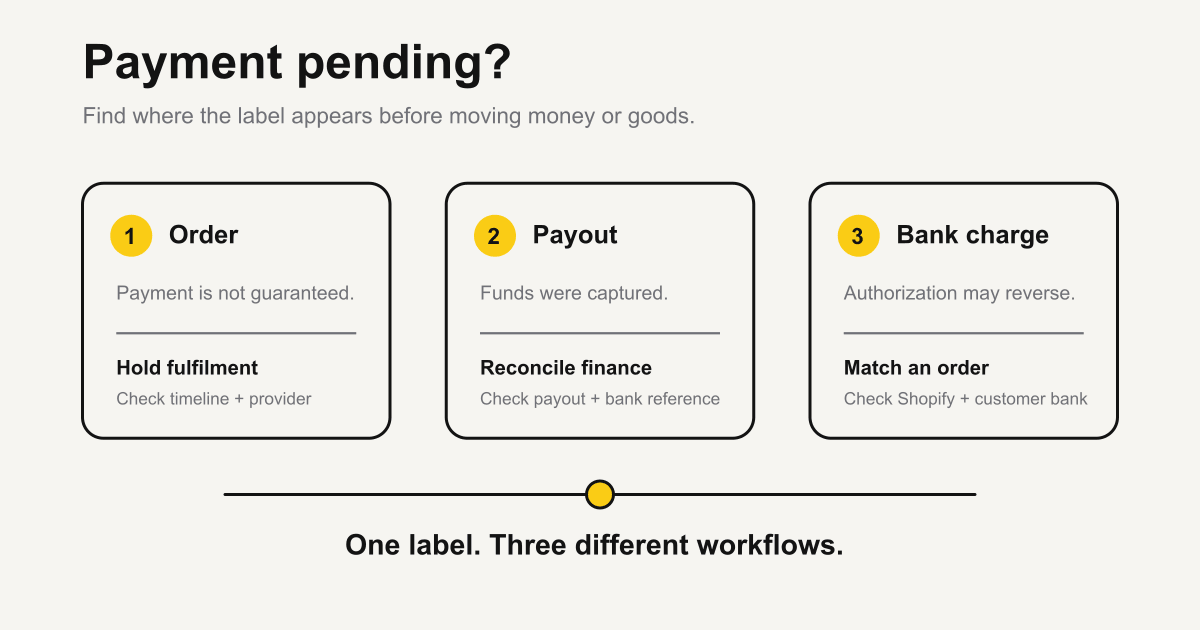 Payment pending?
Find where the label appears before moving money or goods.
1 Order
Payment is not guaranteed.
Hold fulfilment
Check timeline + provider
2 Payout
Funds were captured.
Reconcile finance
Check payout + bank reference
3 Bank charge
Authorization may reverse.
Match an order
Check Shopify + customer bank
One label. Three different workflows.